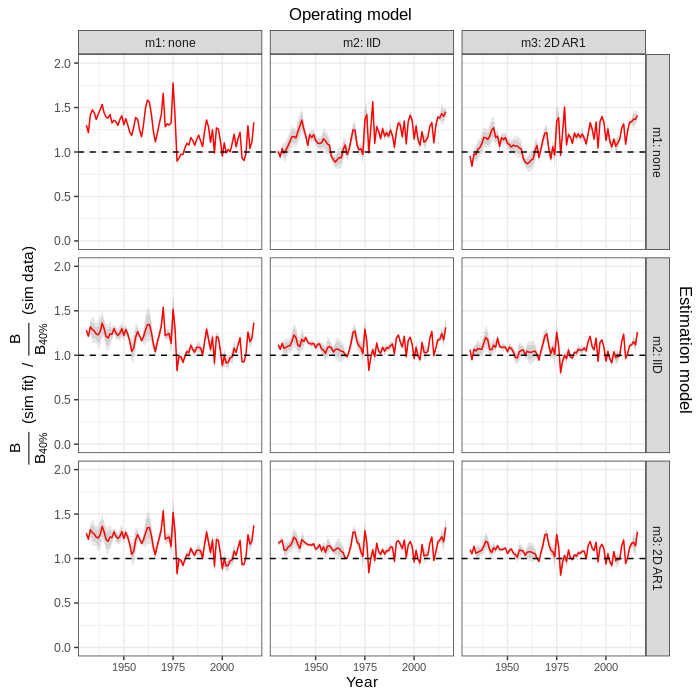 Operating model
m1: none
m2: IID
m3: 2D AR1
2.0
1.5
1.0
0.5
0.0
m1: none
2.0
1.5
1.0
0.5
0.0
m2: IID
2.0
1.5
1.0
0.5
0.0
m3: 2D AR1
B
B40%
(sim fit) /
B
B40%
(sim data)
Estimation model
1950 1975 2000 1950 1975 2000 1950 1975 2000
Year